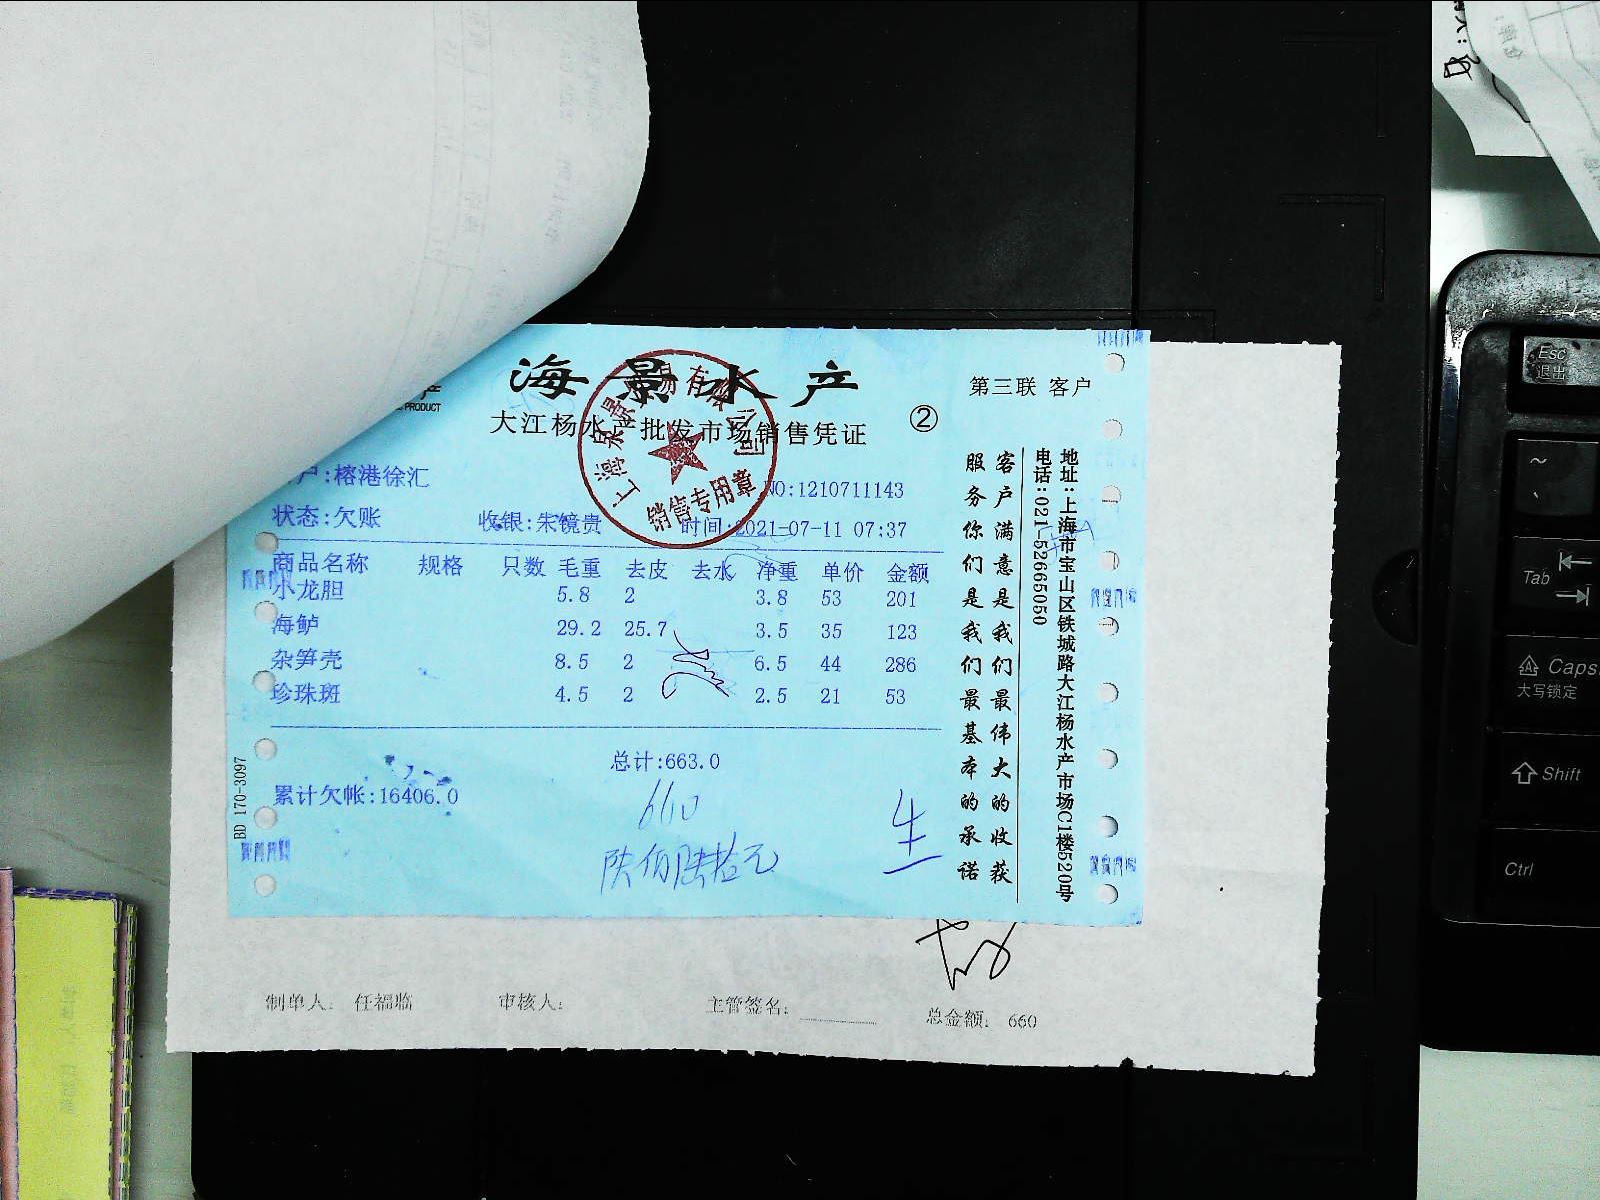 海景水产
第三联 客户
产
PRODUCT
大江杨水产批发市场销售凭证 ②
户:榕港徐汇
NO:1210711143
状态:欠账 收银:朱镜贵 时间:2021-07-11 07:37
商品名称 规格 只数 毛重 去皮 去水 净重 单价 金额
小龙胆 5.8 2 3.8 53 201
海鲈 29.2 25.7 3.5 35 123
杂笋壳 8.5 2 6.5 44 286
珍珠斑 4.5 2 2.5 21 53
总计:663.0
累计欠帐:16406.0
660
陆佰陆拾元
BD 170-3097
销售专用章
客户满意是我们最伟大的收获
服务你们是我们最基本的承诺
地址:上海市宝山区铁城路大江杨水产市场C1楼520号
电话:021-52665050
制单人: 任福临 审核人: 主管签名: 总金额: 660
Esc
退出
~
Tab
Caps
大写锁定
Shift
Ctrl